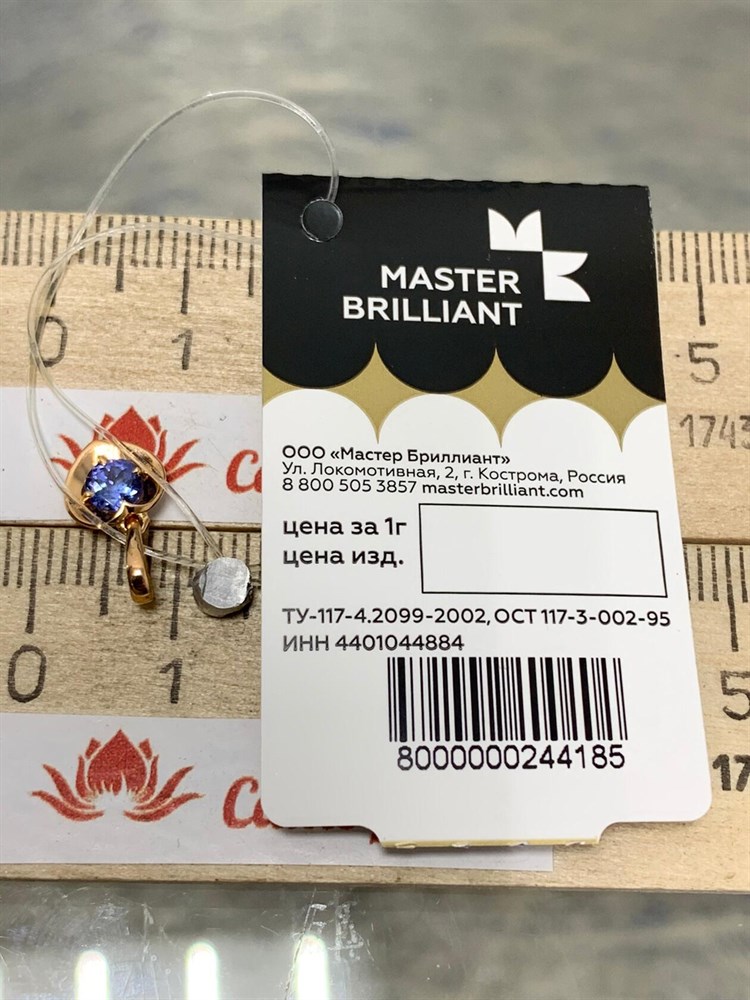 MASTER
BRILLIANT
0 1 5
ООО «Мастер Бриллиант»
Ул. Локомотивная, 2, г. Кострома, Россия
8 800 505 3857 masterbrilliant.com
цена за 1г
цена изд.
ТУ-117-4.2099-2002, ОСТ 117-3-002-95
ИНН 4401044884
0 1 5
8000000244185